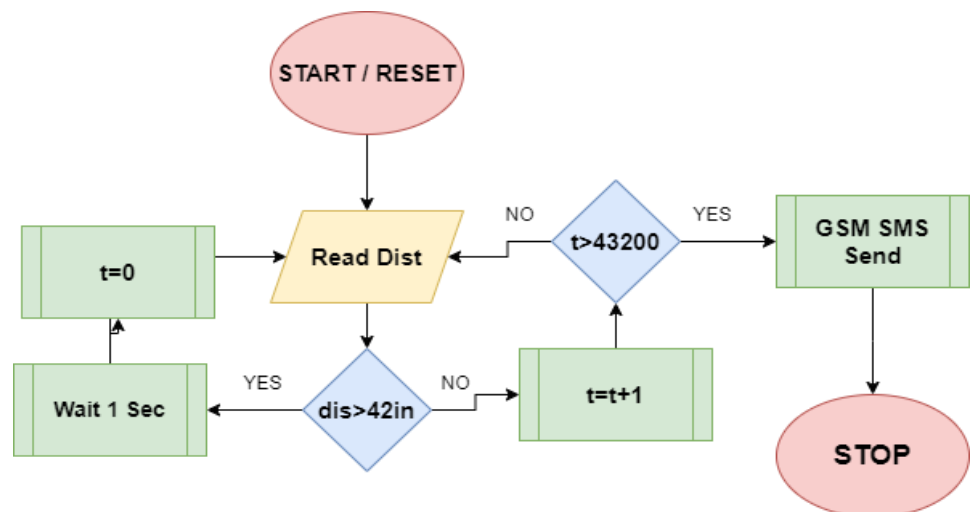 START / RESET
NO
YES
t>43200
GSM SMS
Send
t=0
Read Dist
YES
NO
Wait 1 Sec
dis>42in
t=t+1
STOP